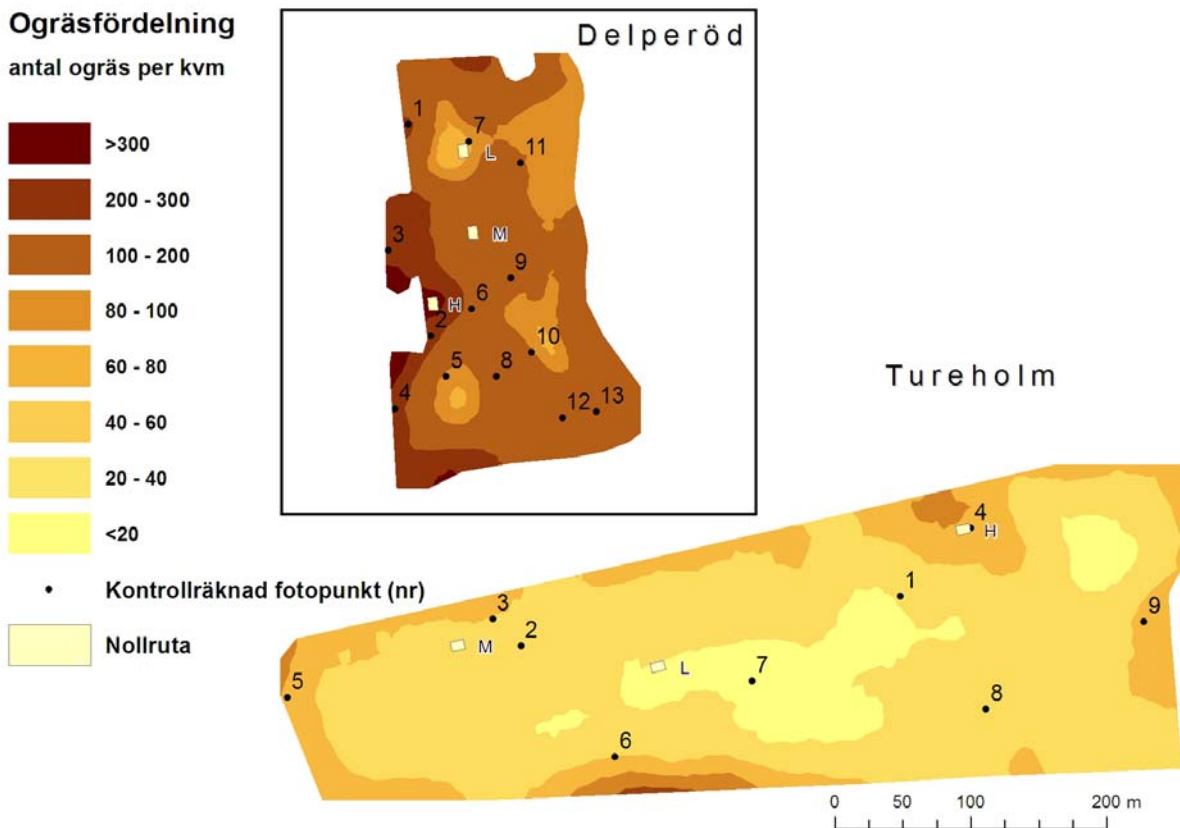 Ogräsfördelning
antal ogräs per kvm
>300
200 - 300
100 - 200
80 - 100
60 - 80
40 - 60
20 - 40
<20
Kontrollräknad fotopunkt (nr)
Nollruta
Delperöd
1
7
L
11
3
M
9
6
H
2
10
5
8
4
12
13
Tureholm
4
H
1
3
9
2
M
L
7
5
8
6
0 50 100 200 m